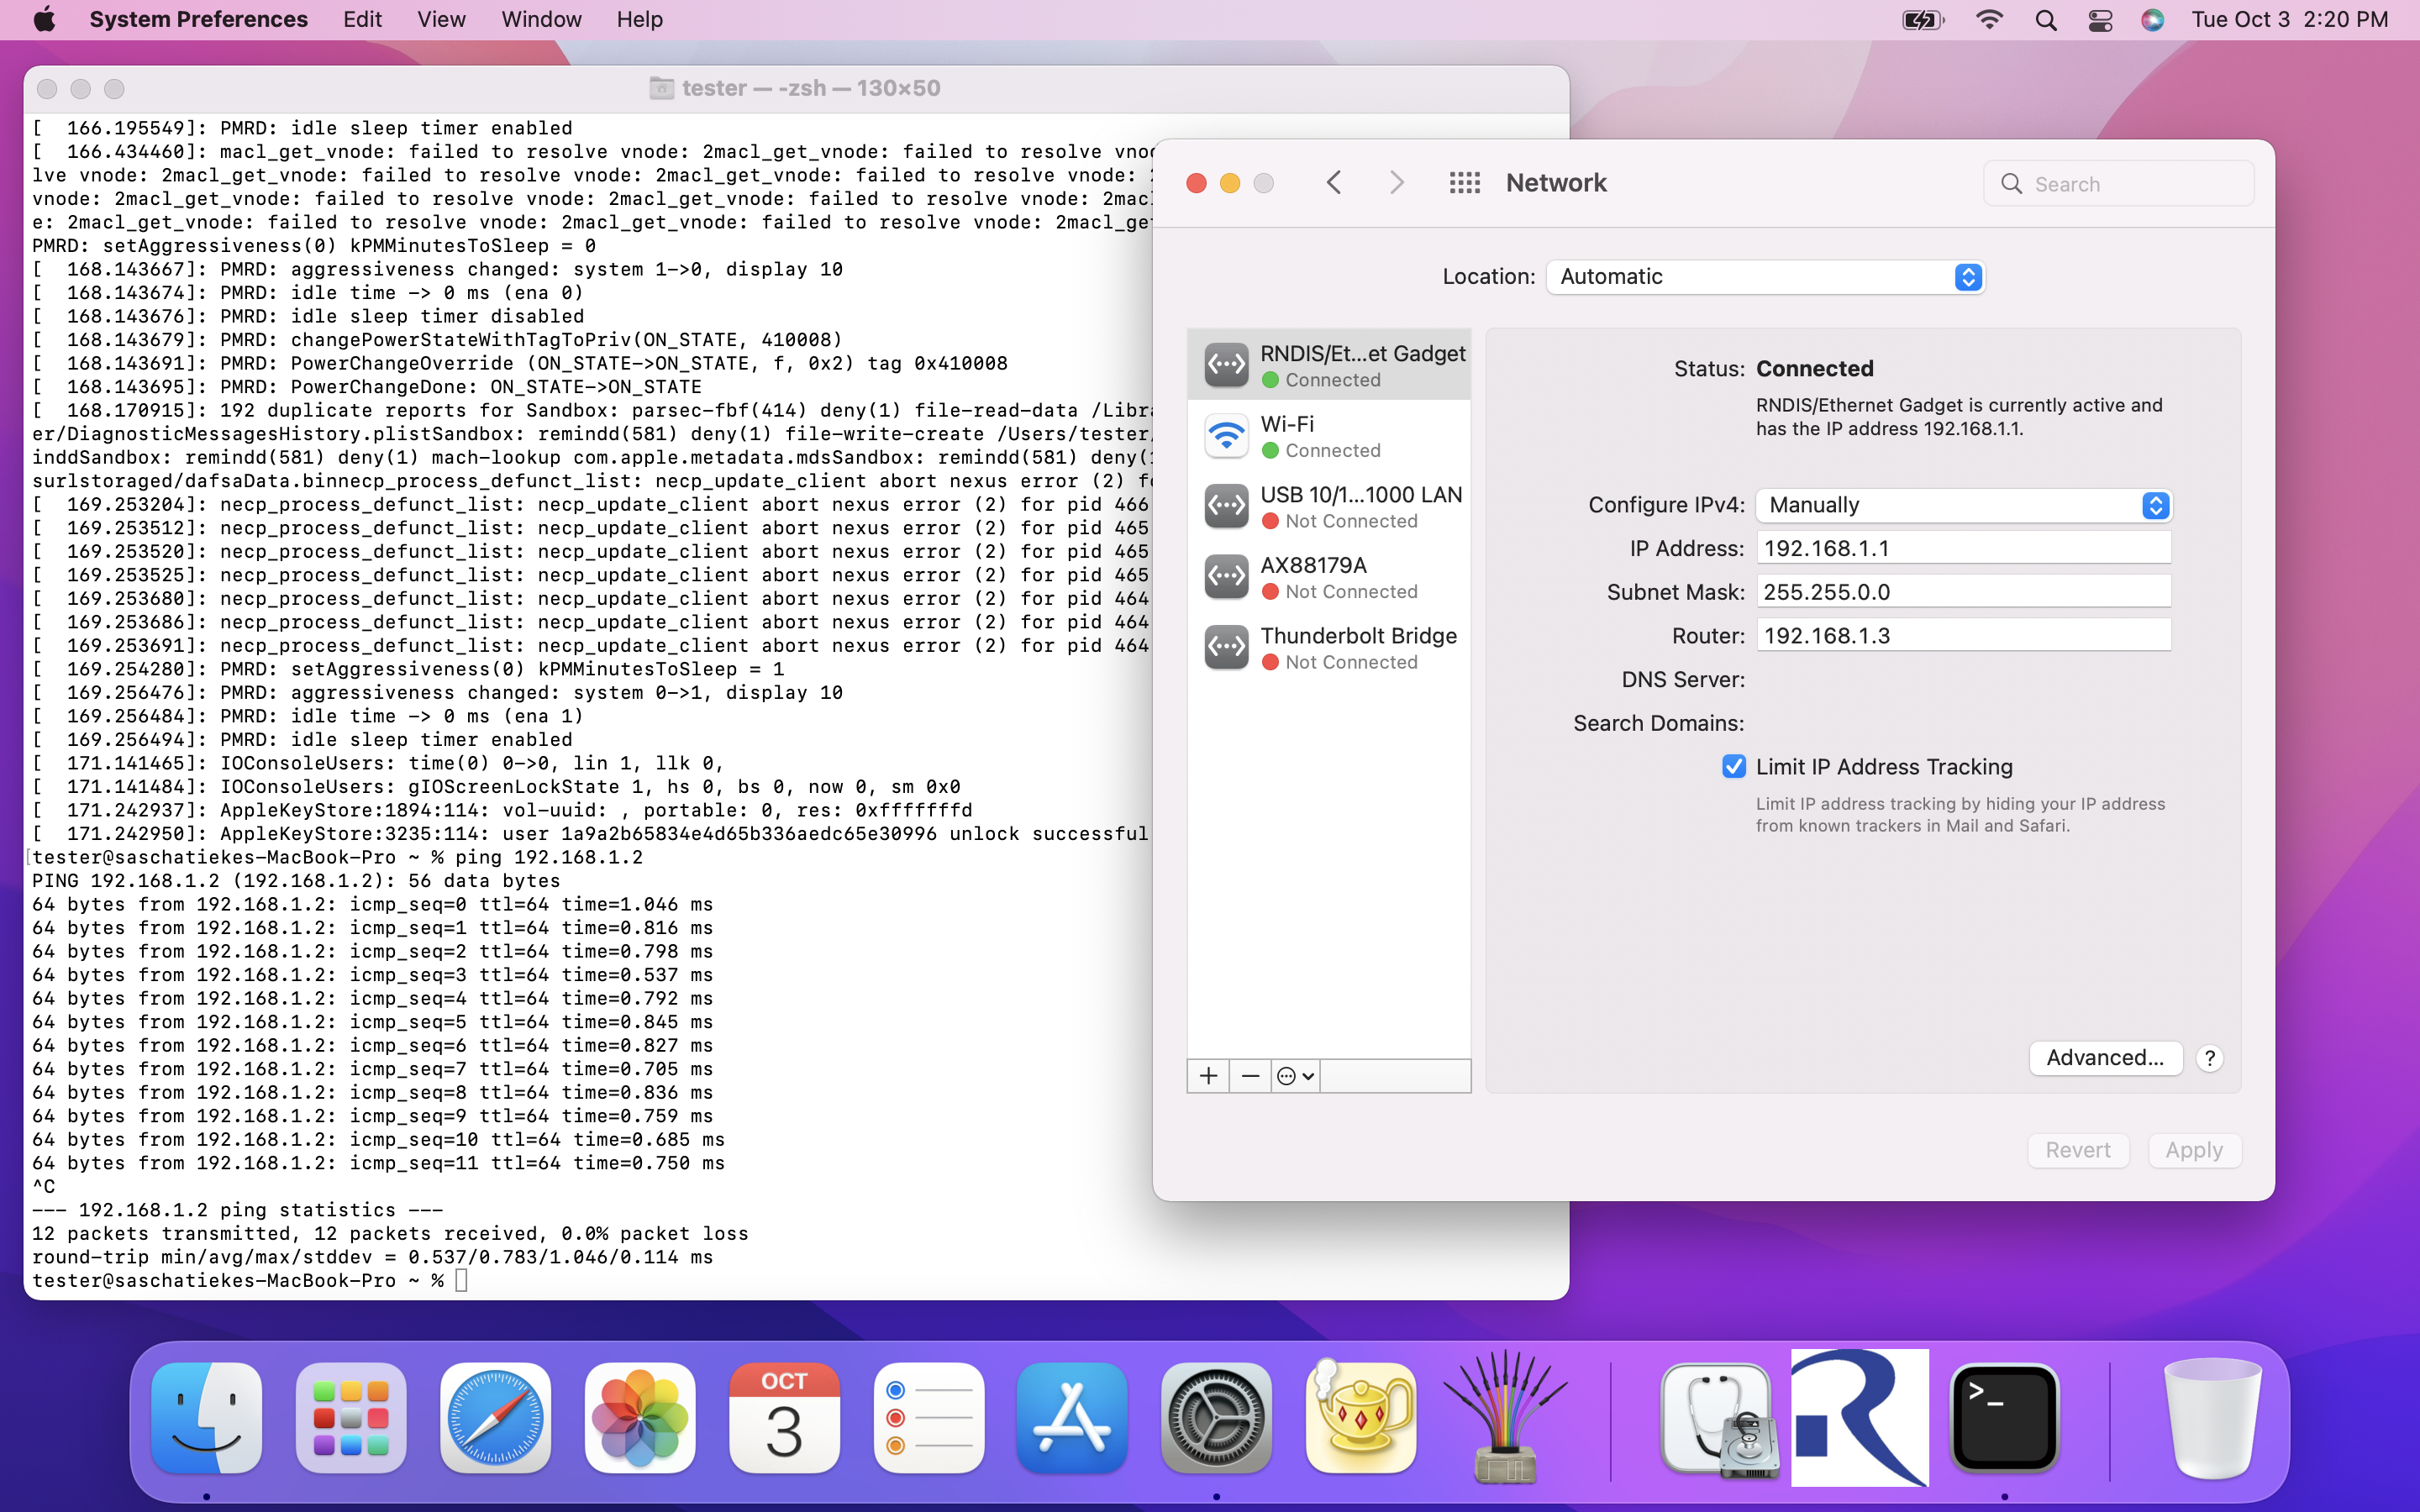 System Preferences Edit View Window Help Tue Oct 3 2:20 PM
tester — -zsh — 130×50
[ 166.195549]: PMRD: idle sleep timer enabled
[ 166.434460]: macl_get_vnode: failed to resolve vnode: 2macl_get_vnode: failed to resolve vno
lve vnode: 2macl_get_vnode: failed to resolve vnode: 2macl_get_vnode: failed to resolve vnode:
vnode: 2macl_get_vnode: failed to resolve vnode: 2macl_get_vnode: failed to resolve vnode: 2mac
e: 2macl_get_vnode: failed to resolve vnode: 2macl_get_vnode: failed to resolve vnode: 2macl_ge
PMRD: setAggressiveness(0) kPMMinutesToSleep = 0
[ 168.143667]: PMRD: aggressiveness changed: system 1->0, display 10
[ 168.143674]: PMRD: idle time -> 0 ms (ena 0)
[ 168.143676]: PMRD: idle sleep timer disabled
[ 168.143679]: PMRD: changePowerStateWithTagToPriv(ON_STATE, 410008)
[ 168.143691]: PMRD: PowerChangeOverride (ON_STATE->ON_STATE, f, 0x2) tag 0x410008
[ 168.143695]: PMRD: PowerChangeDone: ON_STATE->ON_STATE
[ 168.170915]: 192 duplicate reports for Sandbox: parsec-fbf(414) deny(1) file-read-data /Libr
er/DiagnosticMessagesHistory.plistSandbox: remindd(581) deny(1) file-write-create /Users/tester
inddSandbox: remindd(581) deny(1) mach-lookup com.apple.metadata.mdsSandbox: remindd(581) deny(
surlstoraged/dafsaData.binnecp_process_defunct_list: necp_update_client abort nexus error (2) f
[ 169.253204]: necp_process_defunct_list: necp_update_client abort nexus error (2) for pid 466
[ 169.253512]: necp_process_defunct_list: necp_update_client abort nexus error (2) for pid 465
[ 169.253520]: necp_process_defunct_list: necp_update_client abort nexus error (2) for pid 465
[ 169.253525]: necp_process_defunct_list: necp_update_client abort nexus error (2) for pid 465
[ 169.253680]: necp_process_defunct_list: necp_update_client abort nexus error (2) for pid 464
[ 169.253686]: necp_process_defunct_list: necp_update_client abort nexus error (2) for pid 464
[ 169.253691]: necp_process_defunct_list: necp_update_client abort nexus error (2) for pid 464
[ 169.254280]: PMRD: setAggressiveness(0) kPMMinutesToSleep = 1
[ 169.256476]: PMRD: aggressiveness changed: system 0->1, display 10
[ 169.256484]: PMRD: idle time -> 0 ms (ena 1)
[ 169.256494]: PMRD: idle sleep timer enabled
[ 171.141465]: IOConsoleUsers: time(0) 0->0, lin 1, llk 0,
[ 171.141484]: IOConsoleUsers: gIOScreenLockState 1, hs 0, bs 0, now 0, sm 0x0
[ 171.242937]: AppleKeyStore:1894:114: vol-uuid: , portable: 0, res: 0xfffffffd
[ 171.242950]: AppleKeyStore:3235:114: user 1a9a2b65834e4d65b336aedc65e30996 unlock successful
[tester@saschatiekes-MacBook-Pro ~ % ping 192.168.1.2
PING 192.168.1.2 (192.168.1.2): 56 data bytes
64 bytes from 192.168.1.2: icmp_seq=0 ttl=64 time=1.046 ms
64 bytes from 192.168.1.2: icmp_seq=1 ttl=64 time=0.816 ms
64 bytes from 192.168.1.2: icmp_seq=2 ttl=64 time=0.798 ms
64 bytes from 192.168.1.2: icmp_seq=3 ttl=64 time=0.537 ms
64 bytes from 192.168.1.2: icmp_seq=4 ttl=64 time=0.792 ms
64 bytes from 192.168.1.2: icmp_seq=5 ttl=64 time=0.845 ms
64 bytes from 192.168.1.2: icmp_seq=6 ttl=64 time=0.827 ms
64 bytes from 192.168.1.2: icmp_seq=7 ttl=64 time=0.705 ms
64 bytes from 192.168.1.2: icmp_seq=8 ttl=64 time=0.836 ms
64 bytes from 192.168.1.2: icmp_seq=9 ttl=64 time=0.759 ms
64 bytes from 192.168.1.2: icmp_seq=10 ttl=64 time=0.685 ms
64 bytes from 192.168.1.2: icmp_seq=11 ttl=64 time=0.750 ms
^C
--- 192.168.1.2 ping statistics ---
12 packets transmitted, 12 packets received, 0.0% packet loss
round-trip min/avg/max/stddev = 0.537/0.783/1.046/0.114 ms
tester@saschatiekes-MacBook-Pro ~ %
Network
Search
Location: Automatic
RNDIS/Et...et Gadget
Connected
Wi-Fi
Connected
USB 10/1...1000 LAN
Not Connected
AX88179A
Not Connected
Thunderbolt Bridge
Not Connected
Status: Connected
RNDIS/Ethernet Gadget is currently active and
has the IP address 192.168.1.1.
Configure IPv4: Manually
IP Address: 192.168.1.1
Subnet Mask: 255.255.0.0
Router: 192.168.1.3
DNS Server:
Search Domains:
Limit IP Address Tracking
Limit IP address tracking by hiding your IP address
from known trackers in Mail and Safari.
Advanced... ?
Revert Apply
OCT
3
>_
R